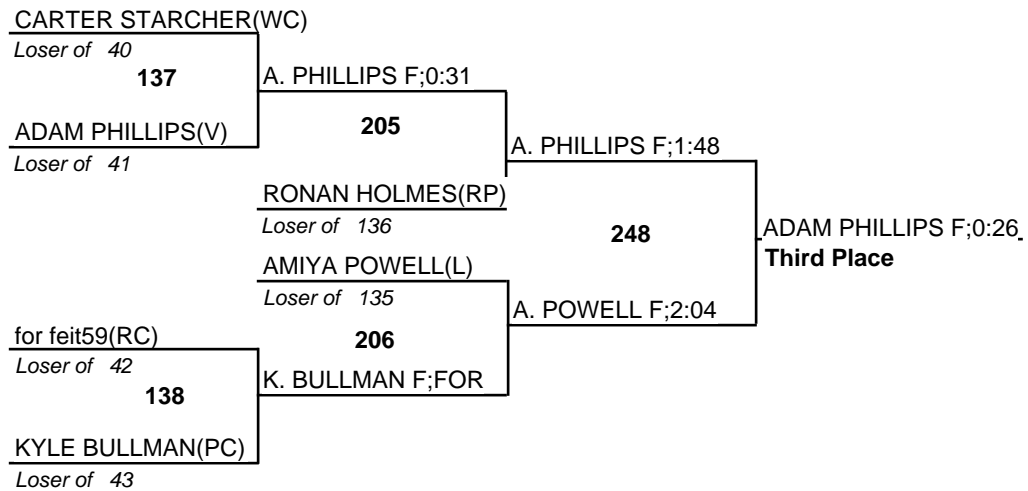 CARTER STARCHER(WC)
Loser of 40
137
A. PHILLIPS F;0:31
ADAM PHILLIPS(V)
Loser of 41
205
A. PHILLIPS F;1:48
RONAN HOLMES(RP)
Loser of 136
248
ADAM PHILLIPS F;0:26
Third Place
AMIYA POWELL(L)
Loser of 135
A. POWELL F;2:04
206
for feit59(RC)
Loser of 42
138
K. BULLMAN F;FOR
KYLE BULLMAN(PC)
Loser of 43